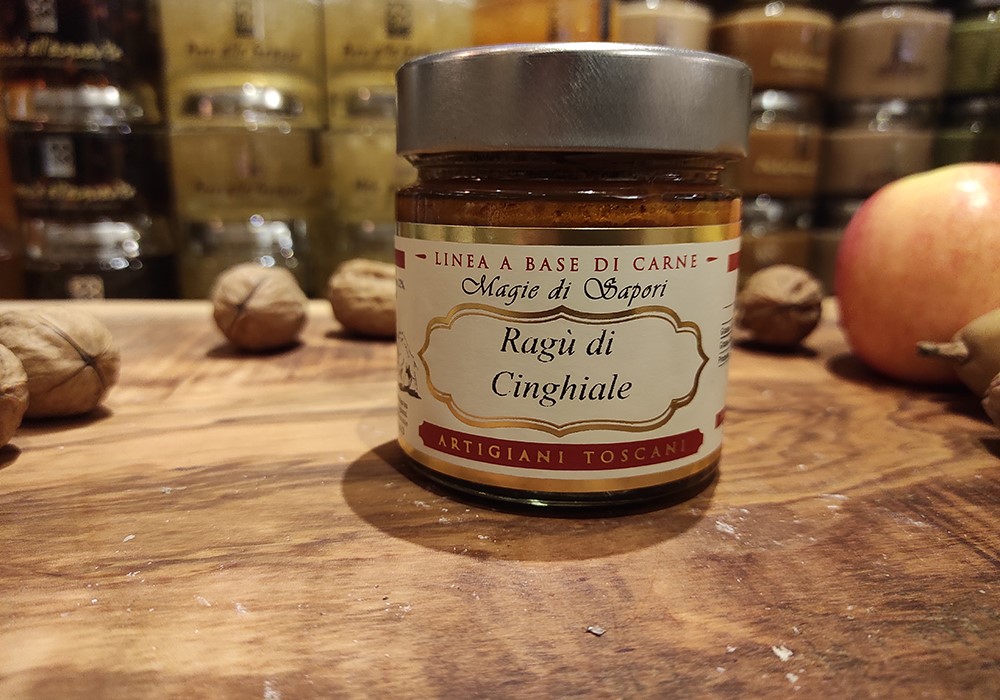 LINEA A BASE DI CARNE
Magie di Sapori
Ragù di
Cinghiale
ARTIGIANI TOSCANI